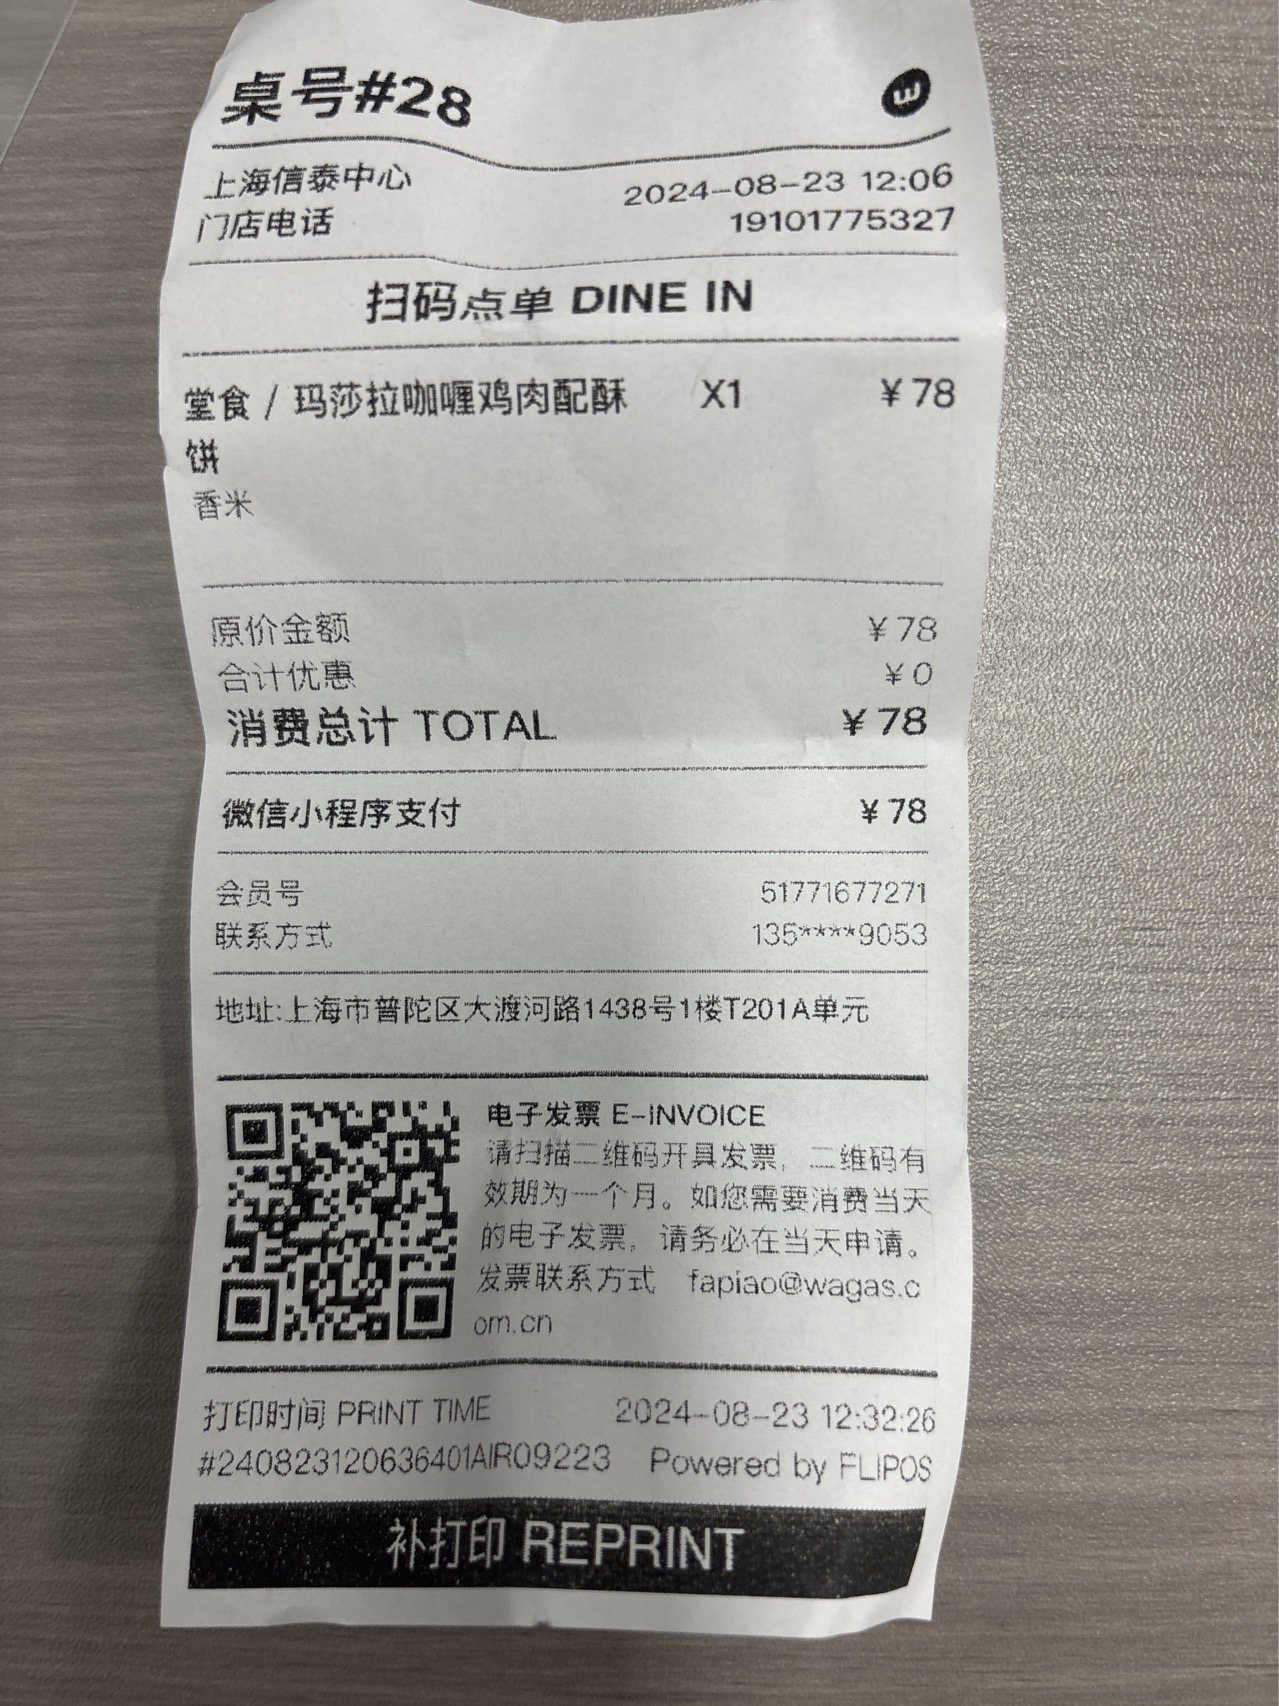 桌号#28
上海信泰中心 2024-08-23 12:06
门店电话 19101775327
扫码点单 DINE IN
堂食 / 玛莎拉咖喱鸡肉配酥 X1 ¥78
饼
香米
原价金额 ¥78
合计优惠 ¥0
消费总计 TOTAL ¥78
微信小程序支付 ¥78
会员号 51771677271
联系方式 135****9053
地址:上海市普陀区大渡河路1438号1楼T201A单元
电子发票 E-INVOICE
请扫描二维码开具发票，二维码有
效期为一个月。如您需要消费当天
的电子发票，请务必在当天申请。
发票联系方式 fapiao@wagas.c
om.cn
打印时间 PRINT TIME 2024-08-23 12:32:26
#240823120636401AIR09223 Powered by FLIPOS
补打印 REPRINT